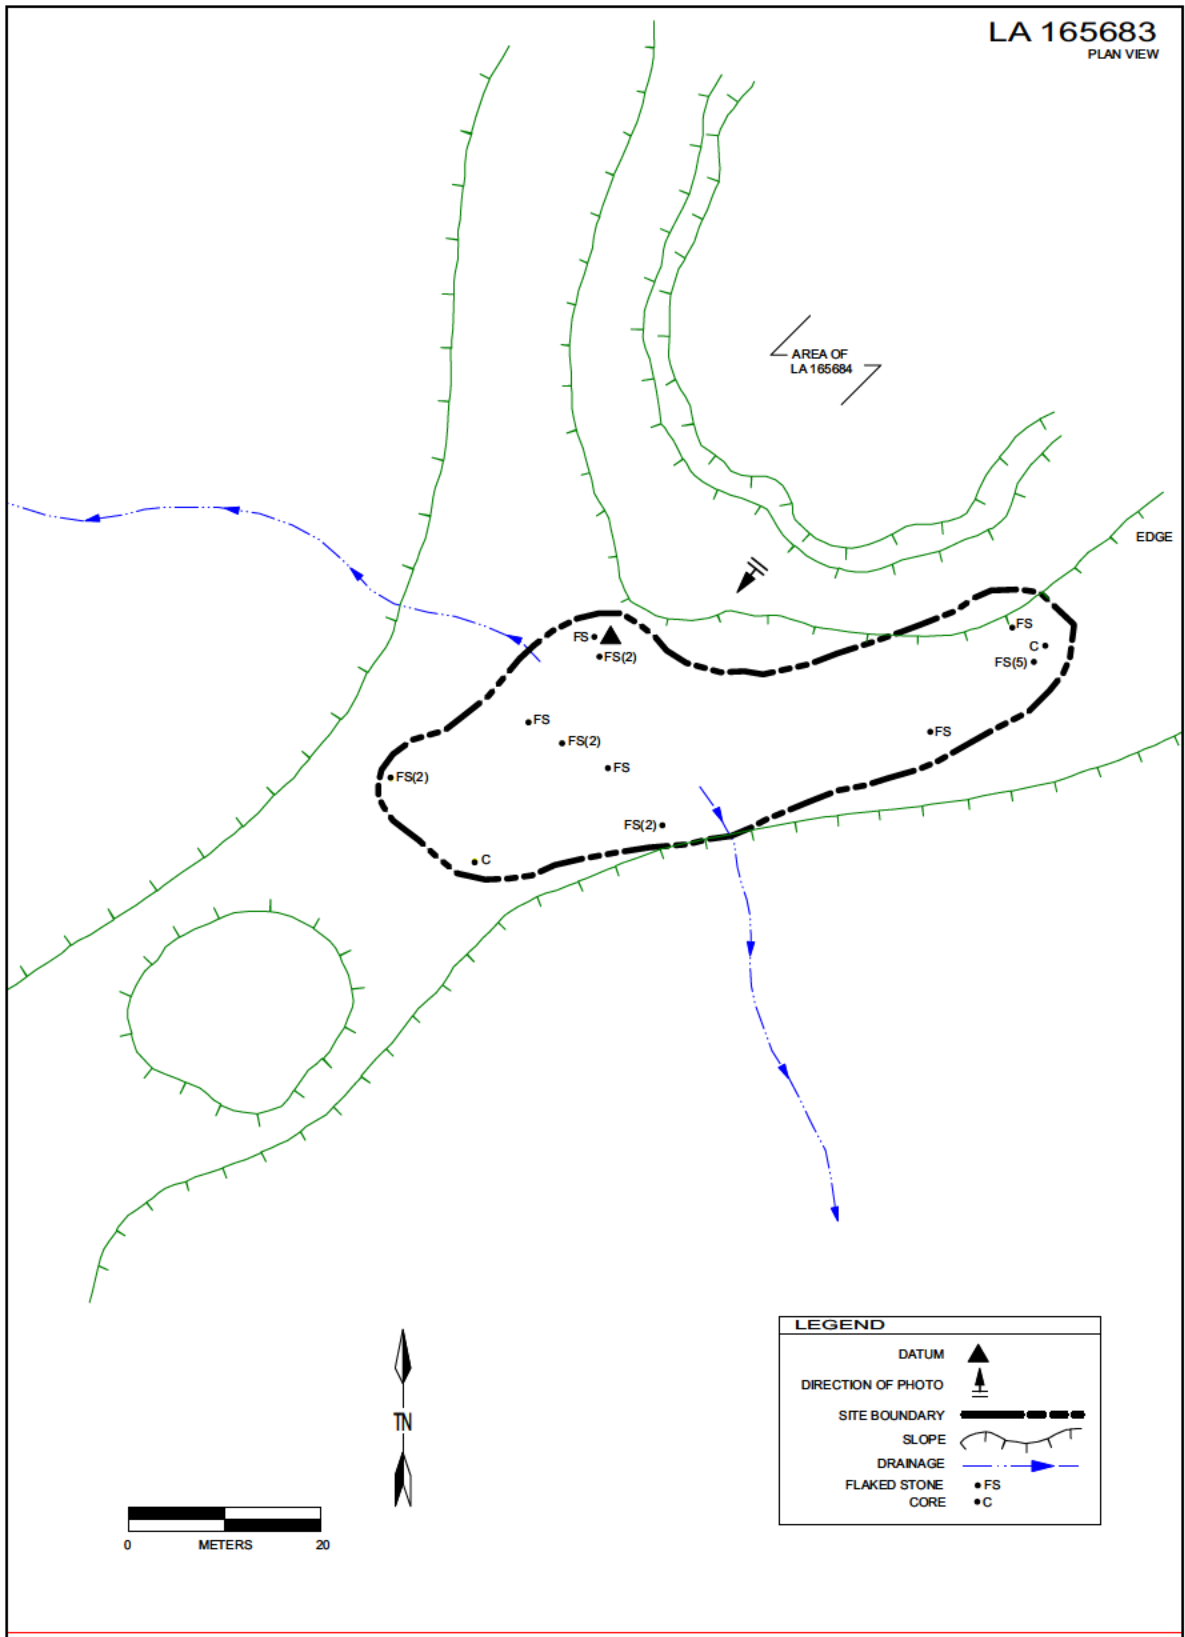 LA 165683
PLAN VIEW
AREA OF
LA 165684
EDGE
FS
FS
FS(2)
C
FS(5)
FS
FS
FS(2)
FS
FS(2)
FS(2)
C
TN
0 METERS 20
LEGEND
DATUM
DIRECTION OF PHOTO
SITE BOUNDARY
SLOPE
DRAINAGE
FLAKED STONE FS
CORE C